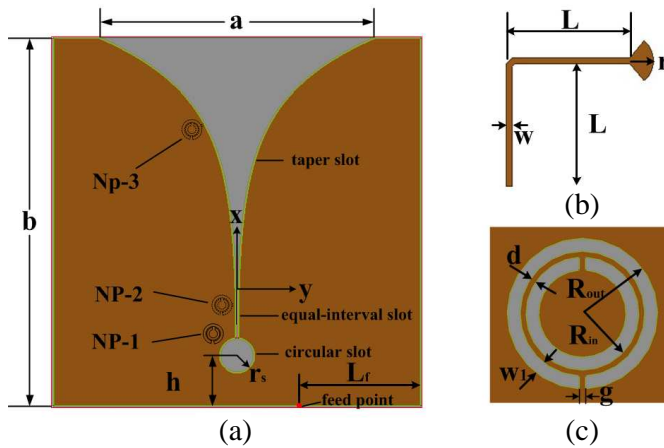 a
b
Np-3
taper slot
x
y
NP-2
equal-interval slot
NP-1
circular slot
h
rs
Lf
feed point
(a)
L
r
w
L
(b)
d
Rout
Rin
w1
g
(c)